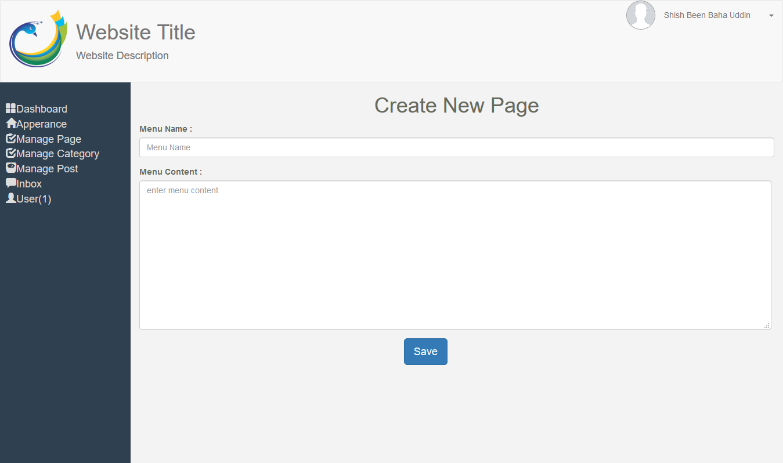 Website Title
Website Description
Shish Been Baha Uddin
Dashboard
Apperance
Manage Page
Manage Category
Manage Post
Inbox
User(1)
Create New Page
Menu Name :
Menu Name
Menu Content :
enter menu content
Save